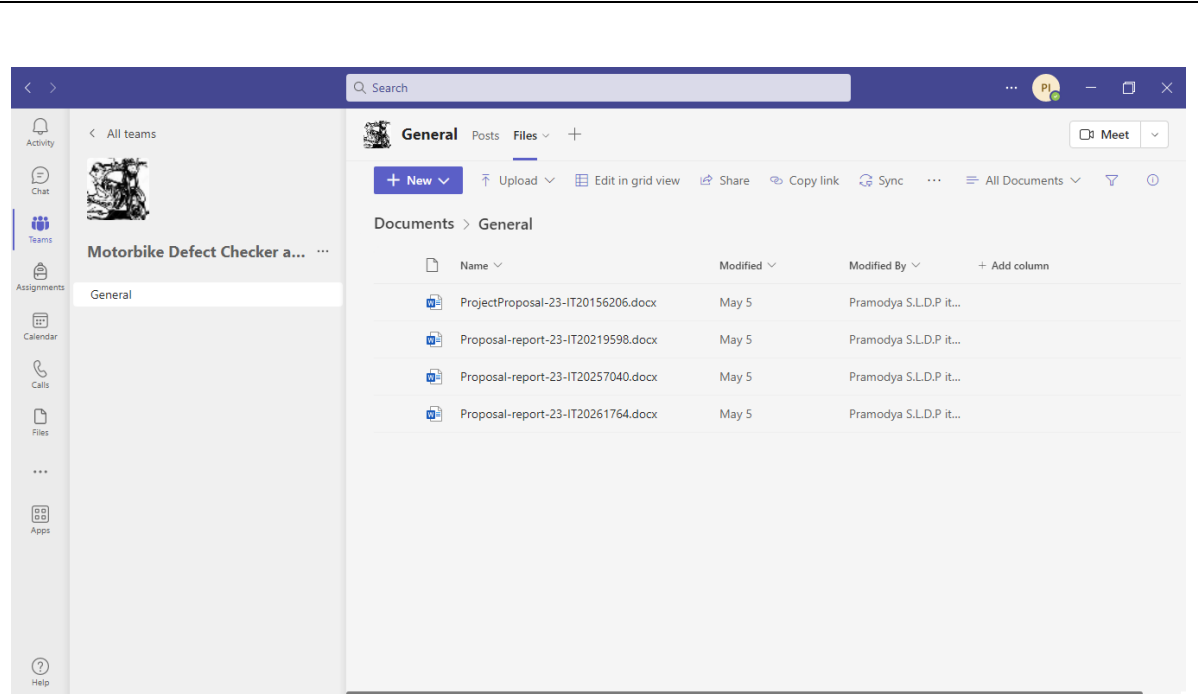 Search
PI
Activity
Chat
Teams
Assignments
Calendar
Calls
Files
Apps
Help
All teams
Motorbike Defect Checker a...
General
General Posts Files
Meet
New Upload Edit in grid view Share Copy link Sync All Documents
Documents > General
Name Modified Modified By + Add column
ProjectProposal-23-IT20156206.docx May 5 Pramodya S.L.D.P it...
Proposal-report-23-IT20219598.docx May 5 Pramodya S.L.D.P it...
Proposal-report-23-IT20257040.docx May 5 Pramodya S.L.D.P it...
Proposal-report-23-IT20261764.docx May 5 Pramodya S.L.D.P it...